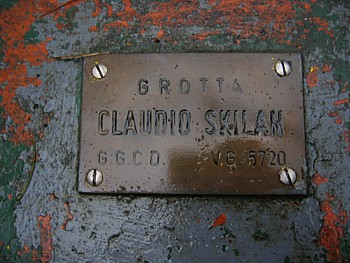 GROTTA
CLAUDIO SKILAN
G.G.C.D. V.G. 5720